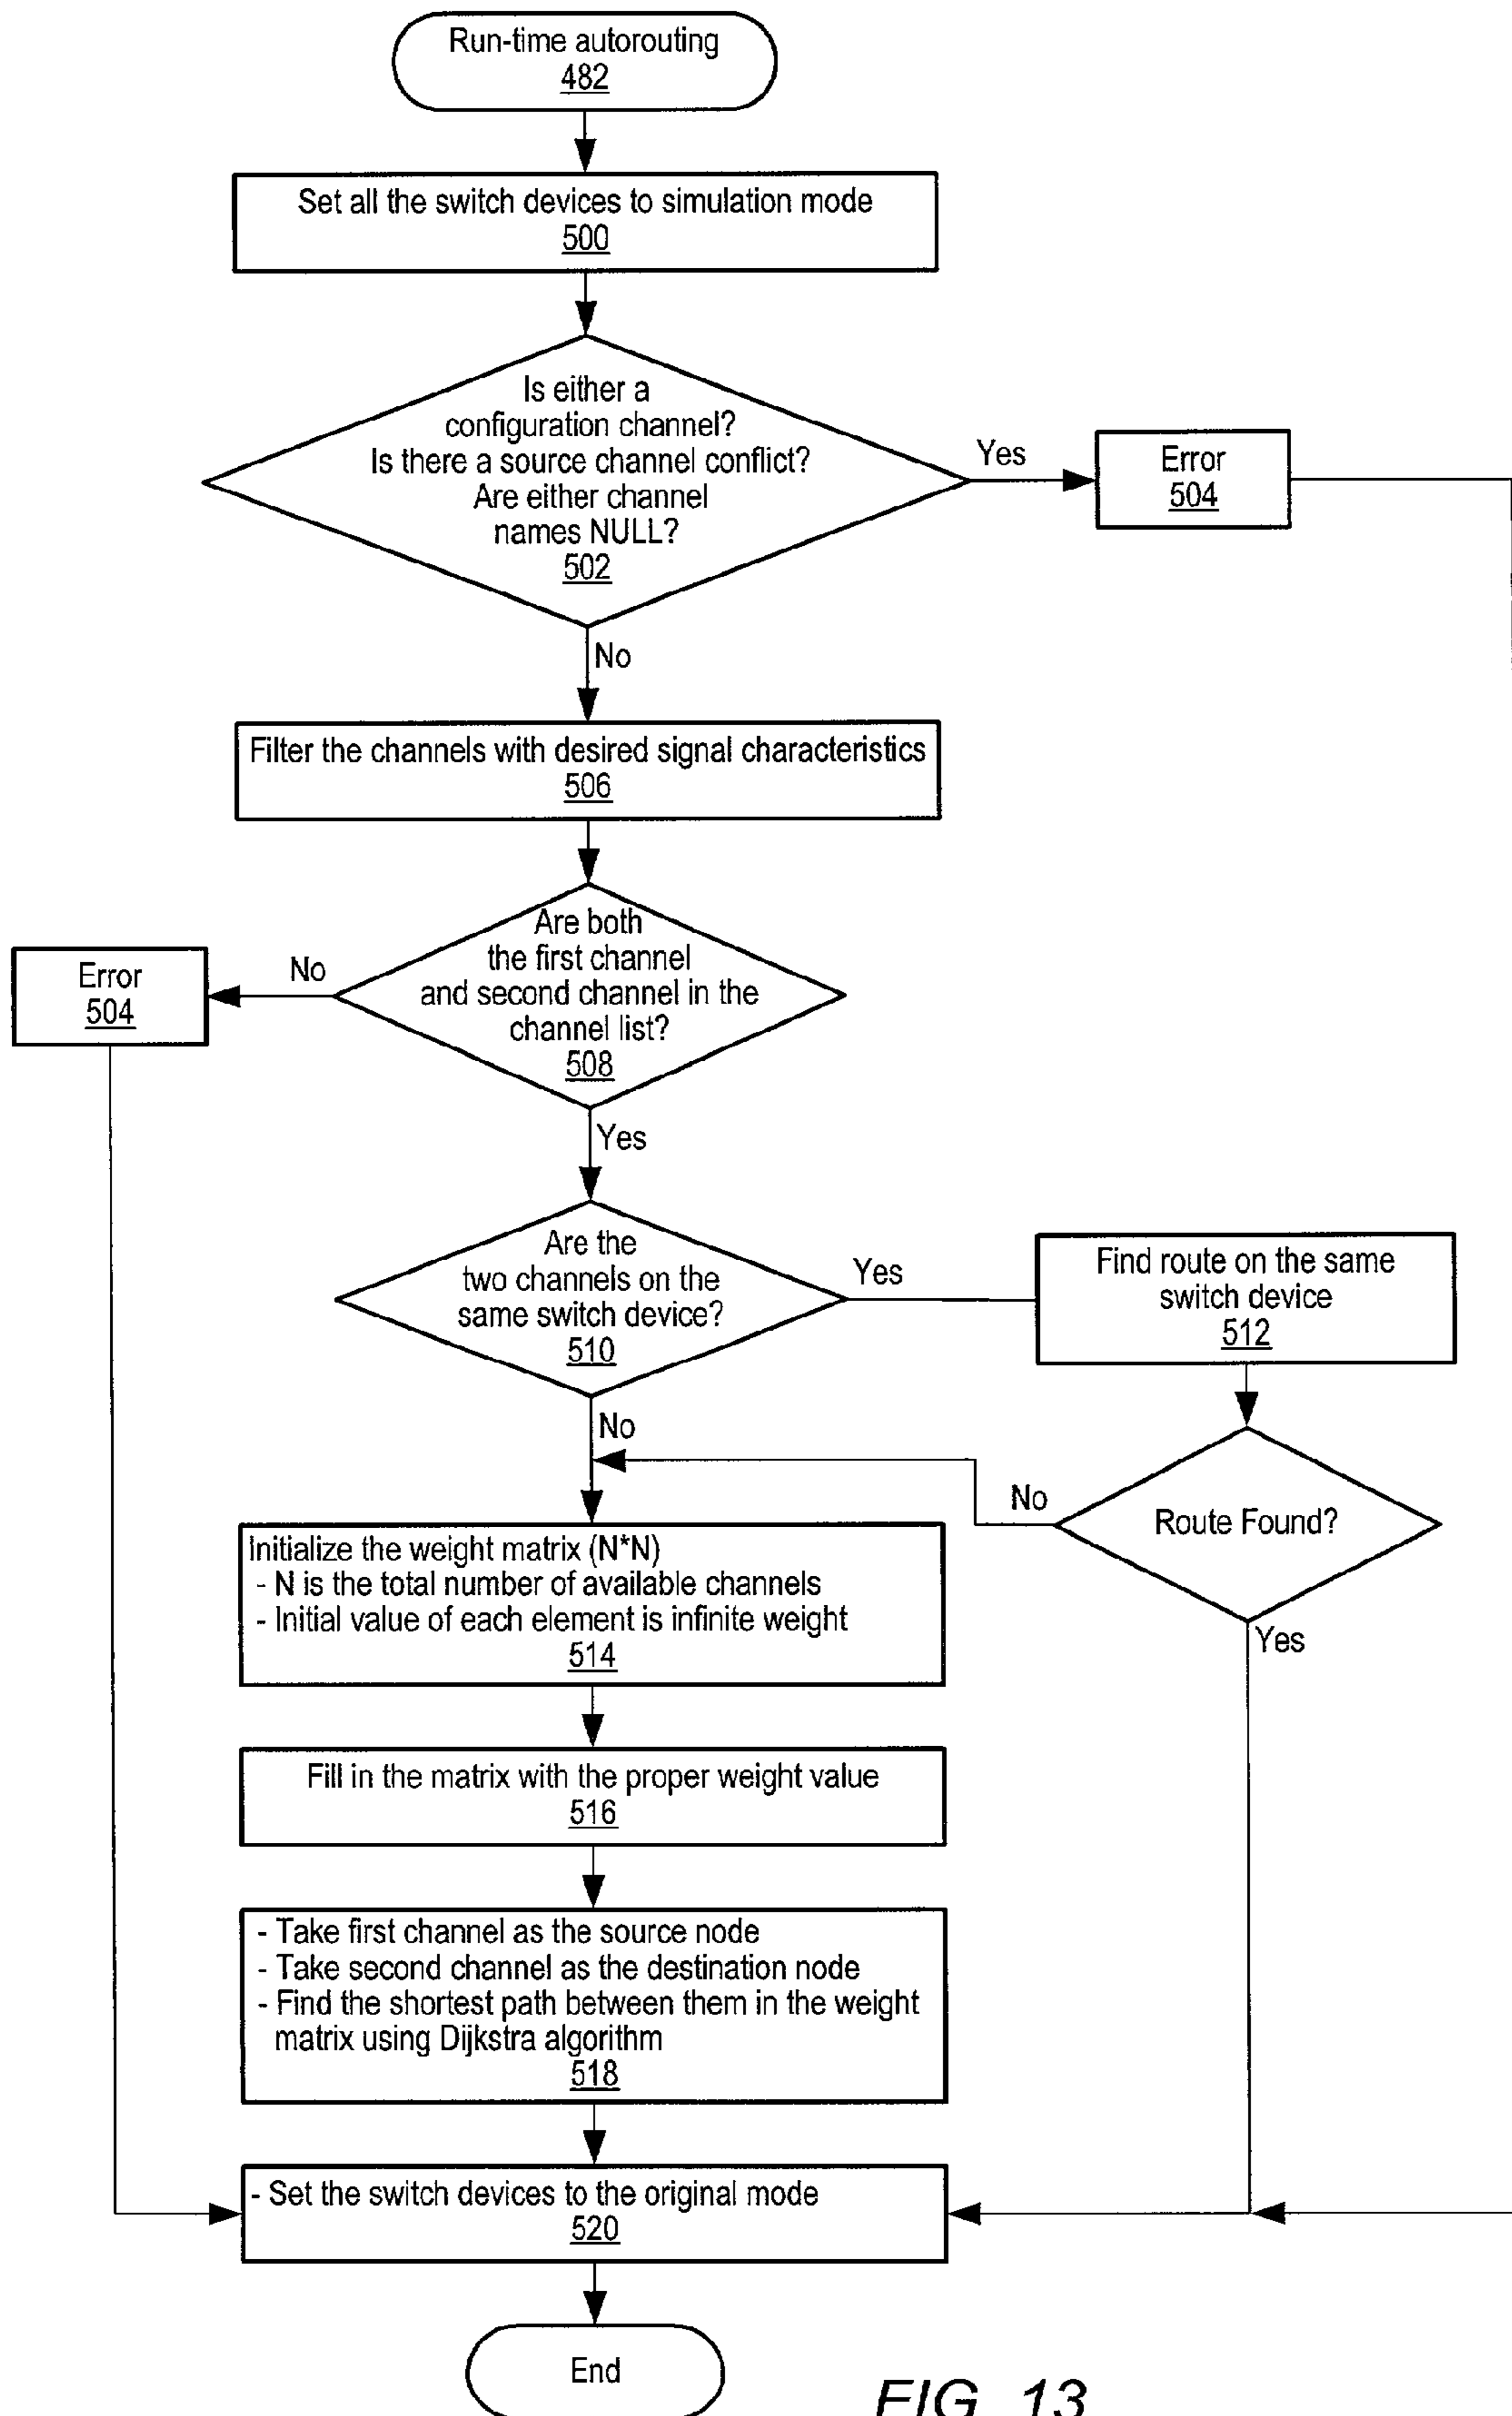 Run-time autorouting
482
Set all the switch devices to simulation mode
500
Is either a
configuration channel?
Is there a source channel conflict?
Are either channel
names NULL?
502
Yes
Error
504
No
Filter the channels with desired signal characteristics
506
Are both
the first channel
and second channel in the
channel list?
508
No
Error
504
Yes
Are the
two channels on the
same switch device?
510
Yes
Find route on the same
switch device
512
No
Route Found?
No
Yes
Initialize the weight matrix (N*N)
- N is the total number of available channels
- Initial value of each element is infinite weight
514
Fill in the matrix with the proper weight value
516
- Take first channel as the source node
- Take second channel as the destination node
- Find the shortest path between them in the weight
matrix using Dijkstra algorithm
518
- Set the switch devices to the original mode
520
End
FIG. 13